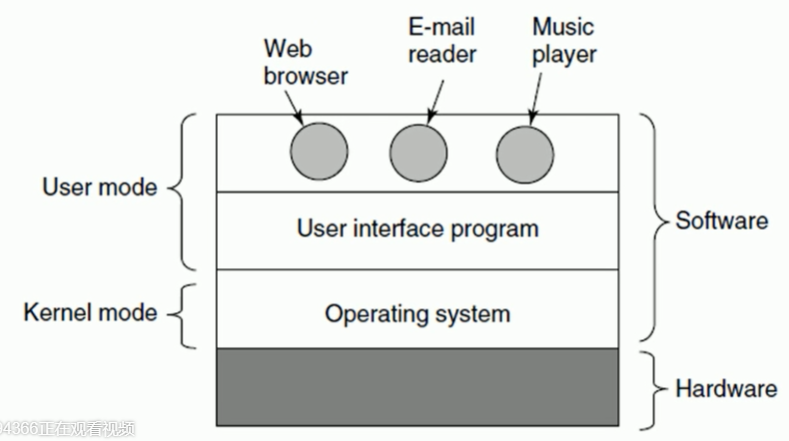 Web
browser
E-mail
reader
Music
player
User mode
User interface program
Software
Kernel mode
Operating system
Hardware
4366正在观看视频